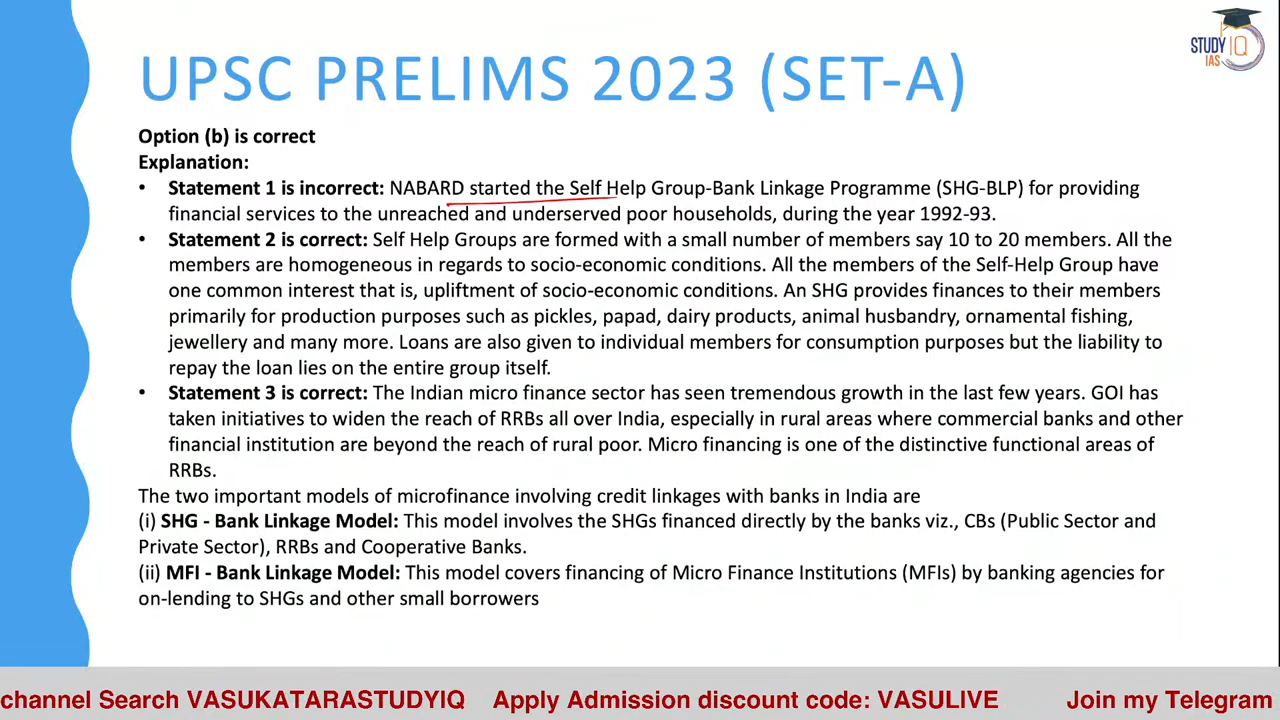 STUDY IQ
IAS
UPSC PRELIMS 2023 (SET-A)
Option (b) is correct
Explanation:
• Statement 1 is incorrect: NABARD started the Self Help Group-Bank Linkage Programme (SHG-BLP) for providing
financial services to the unreached and underserved poor households, during the year 1992-93.
• Statement 2 is correct: Self Help Groups are formed with a small number of members say 10 to 20 members. All the
members are homogeneous in regards to socio-economic conditions. All the members of the Self-Help Group have
one common interest that is, upliftment of socio-economic conditions. An SHG provides finances to their members
primarily for production purposes such as pickles, papad, dairy products, animal husbandry, ornamental fishing,
jewellery and many more. Loans are also given to individual members for consumption purposes but the liability to
repay the loan lies on the entire group itself.
• Statement 3 is correct: The Indian micro finance sector has seen tremendous growth in the last few years. GOI has
taken initiatives to widen the reach of RRBs all over India, especially in rural areas where commercial banks and other
financial institution are beyond the reach of rural poor. Micro financing is one of the distinctive functional areas of
RRBs.
The two important models of microfinance involving credit linkages with banks in India are
(i) SHG - Bank Linkage Model: This model involves the SHGs financed directly by the banks viz., CBs (Public Sector and
Private Sector), RRBs and Cooperative Banks.
(ii) MFI - Bank Linkage Model: This model covers financing of Micro Finance Institutions (MFIs) by banking agencies for
on-lending to SHGs and other small borrowers
channel Search VASUKATARASTUDYIQ Apply Admission discount code: VASULIVE Join my Telegram